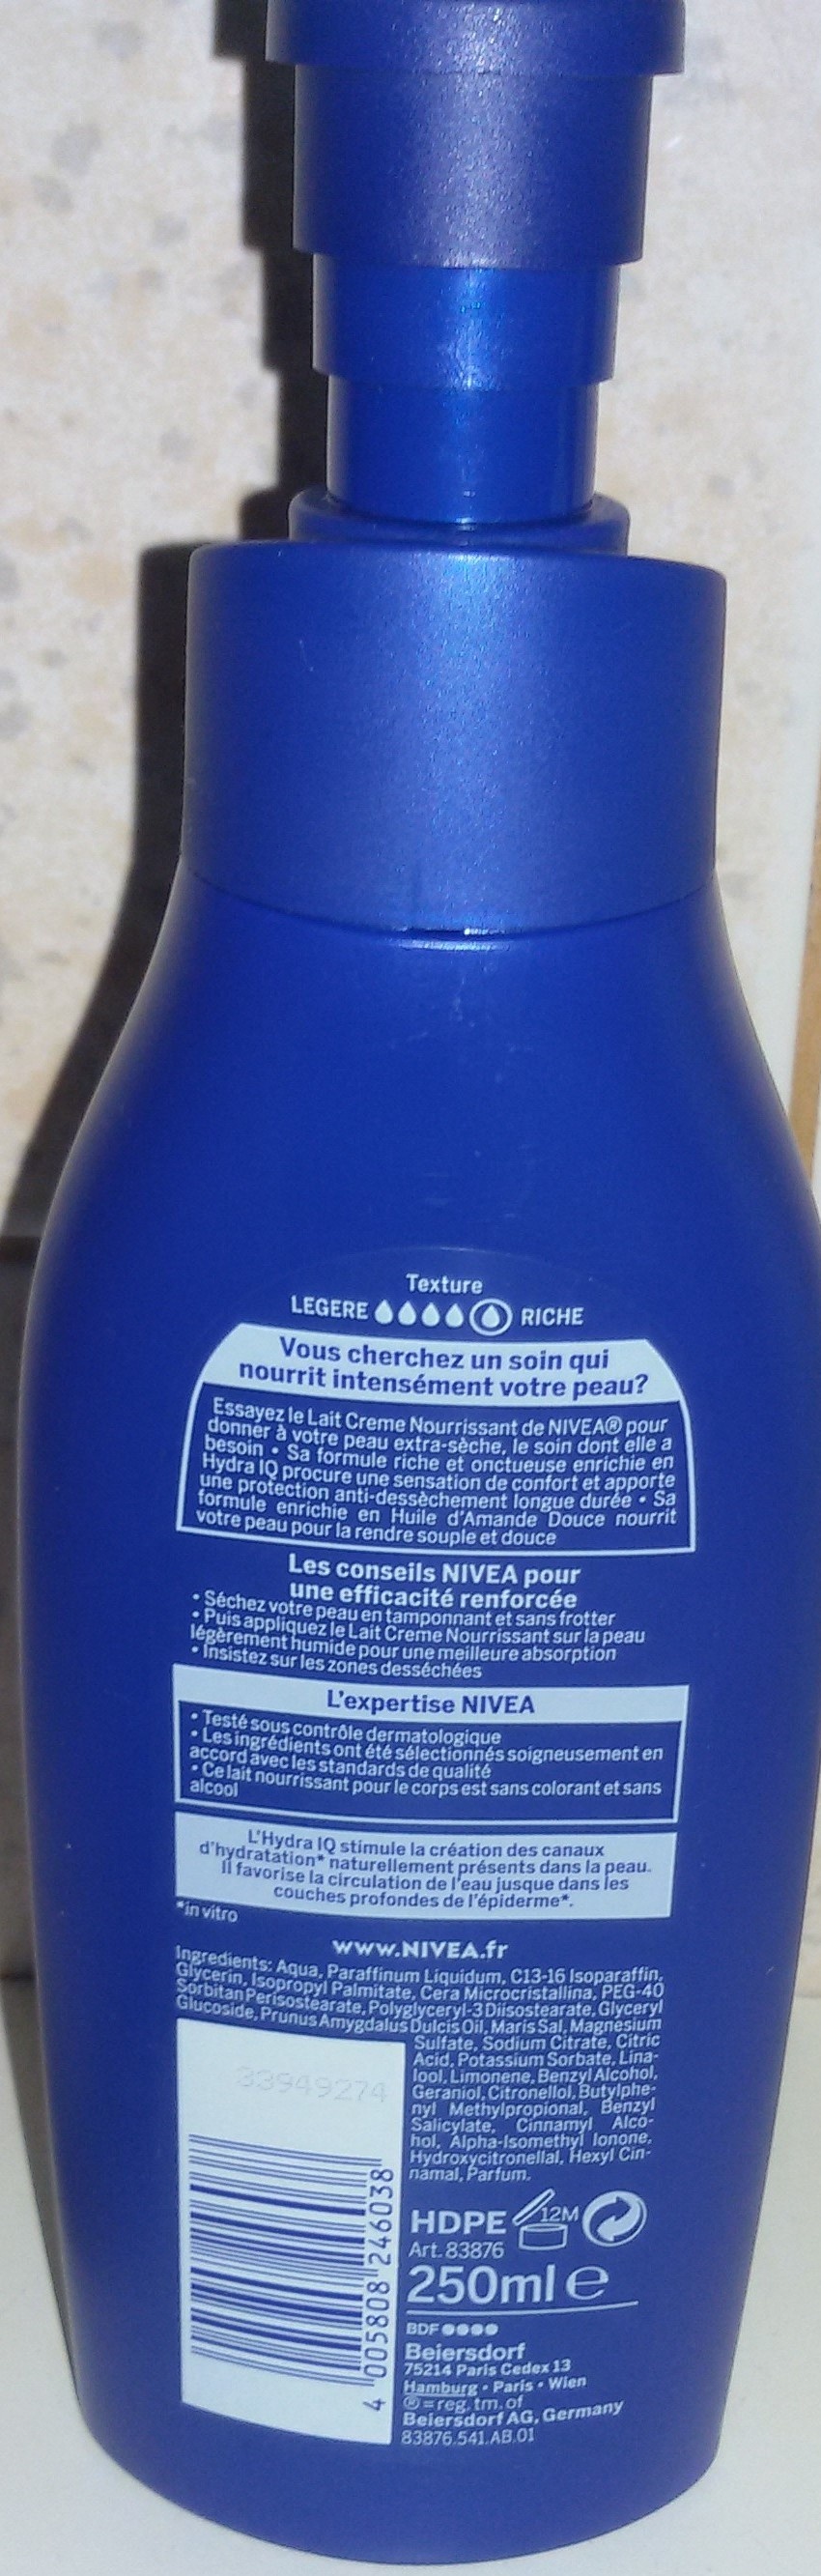 Texture
LEGERE RICHE
Vous cherchez un soin qui
nourrit intensément votre peau?
Essayez le Lait Creme Nourrissant de NIVEA® pour
donner à votre peau extra-sèche, le soin dont elle a
besoin • Sa formule riche et onctueuse enrichie en
Hydra IQ procure une sensation de confort et apporte
une protection anti-dessèchement longue durée • Sa
formule enrichie en Huile d'Amande Douce nourrit
votre peau pour la rendre souple et douce
Les conseils NIVEA pour
une efficacité renforcée
• Séchez votre peau en tamponnant et sans frotter
• Puis appliquez le Lait Creme Nourrissant sur la peau
légèrement humide pour une meilleure absorption
• Insistez sur les zones desséchées
L'expertise NIVEA
• Testé sous contrôle dermatologique
• Les ingrédients ont été sélectionnés soigneusement en
accord avec les standards de qualité
• Ce lait nourrissant pour le corps est sans colorant et sans
alcool
L'Hydra IQ stimule la création des canaux
d'hydratation* naturellement présents dans la peau.
Il favorise la circulation de l'eau jusque dans les
couches profondes de l'épiderme*.
*in vitro
www.NIVEA.fr
Ingredients: Aqua, Paraffinum Liquidum, C13-16 Isoparaffin,
Glycerin, Isopropyl Palmitate, Cera Microcristallina, PEG-40
Sorbitan Perisostearate, Polyglyceryl-3 Diisostearate, Glyceryl
Glucoside, Prunus Amygdalus Dulcis Oil, Maris Sal, Magnesium
Sulfate, Sodium Citrate, Citric
Acid, Potassium Sorbate, Lina-
lool, Limonene, Benzyl Alcohol,
Geraniol, Citronellol, Butylphe-
nyl Methylpropional, Benzyl
Salicylate, Cinnamyl Alco-
hol, Alpha-Isomethyl Ionone,
Hydroxycitronellal, Hexyl Cin-
namal, Parfum.
33949274
4 005808 246038
HDPE 12M
Art. 83876
250ml e
BDF
Beiersdorf
75214 Paris Cedex 13
Hamburg • Paris • Wien
®=reg. tm. of
Beiersdorf AG, Germany
83876.541.AB.01